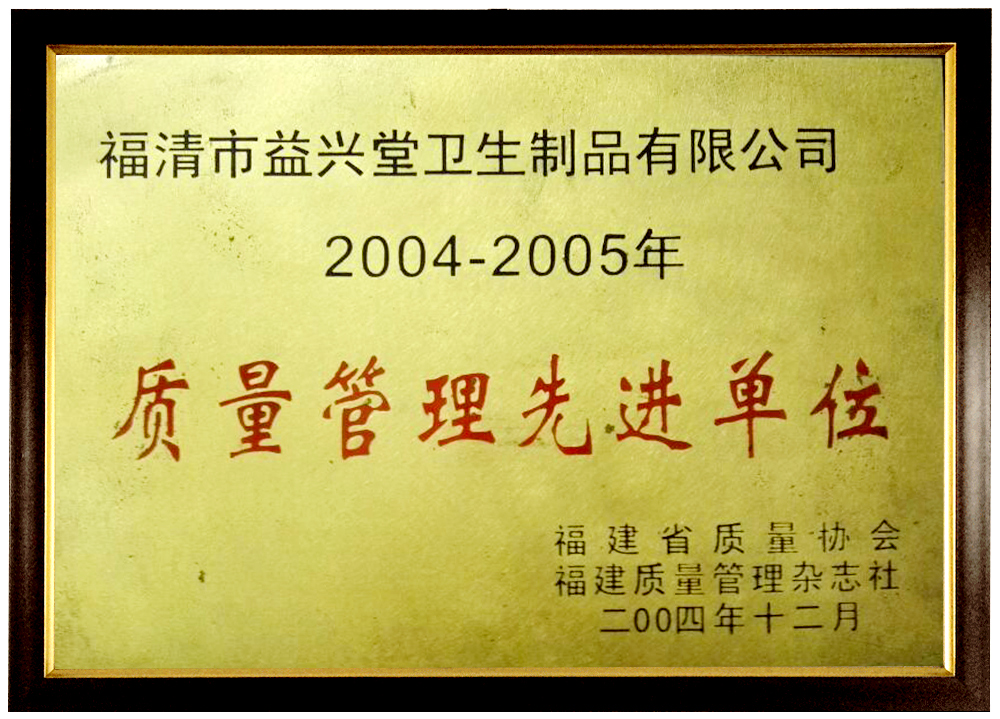 福清市益兴堂卫生制品有限公司
2004-2005年
质量管理先进单位
福建省质量协会
福建质量管理杂志社
二00四年十二月